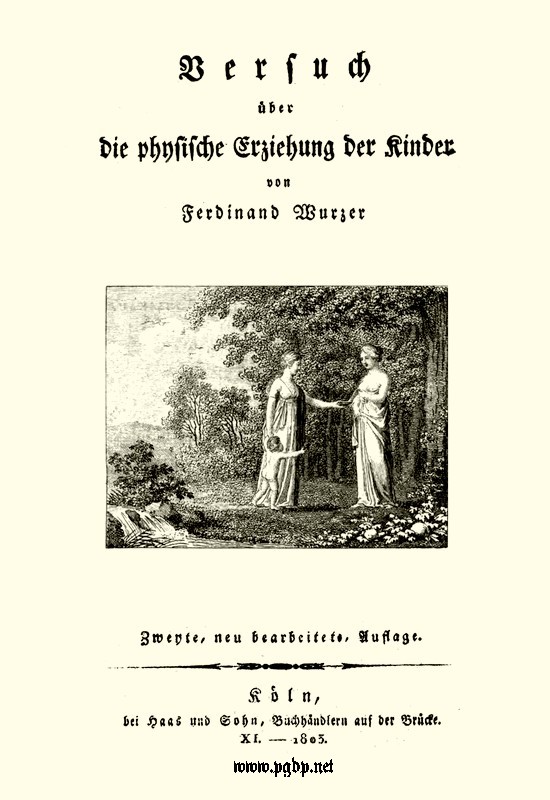 Versuch
über
die physische Erziehung der Kinder
von
Ferdinand Wurzer
Zweyte, neu bearbeitete, Auflage.
Köln,
bei Haas und Sohn, Buchhändlern auf der Brücke.
XI. — 1803.
www.pgdp.net